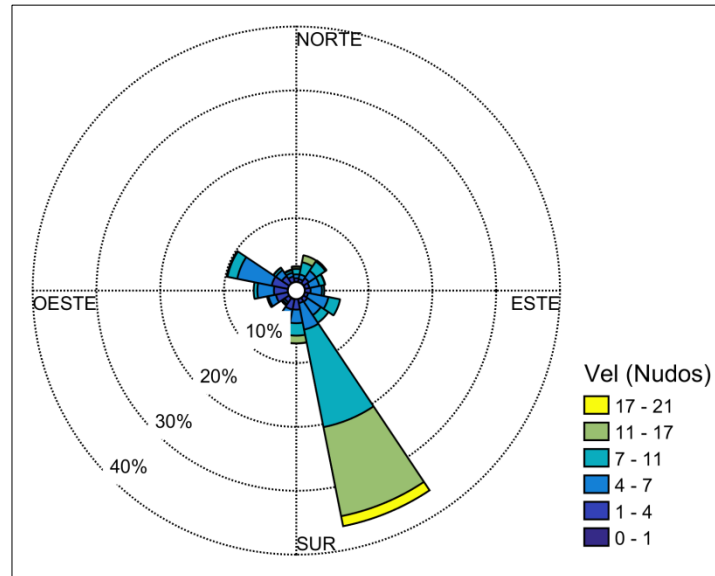 NORTE
OESTE
ESTE
10%
20%
30%
40%
SUR
Vel (Nudos)
17 - 21
11 - 17
7 - 11
4 - 7
1 - 4
0 - 1